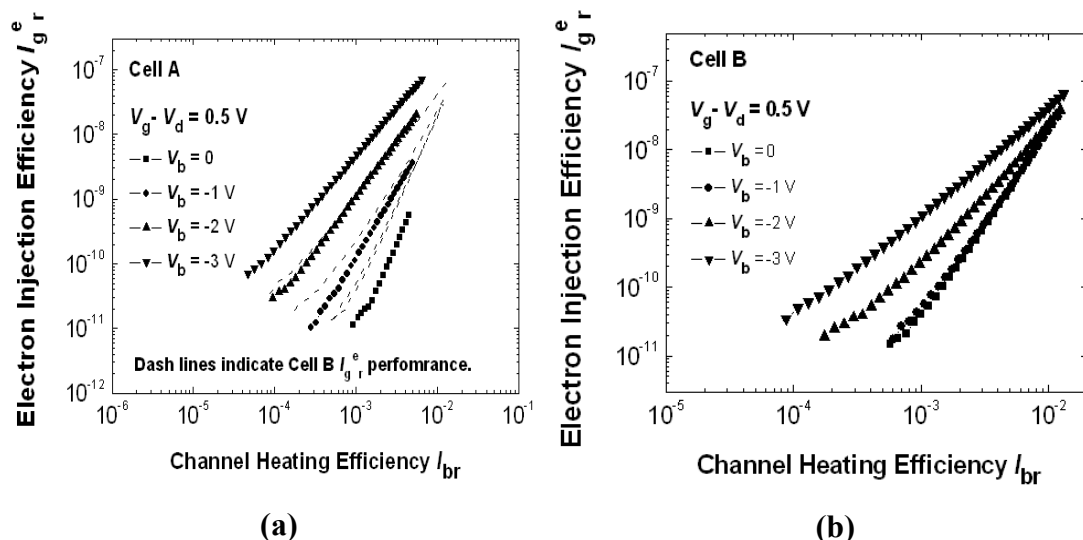 Electron Injection Efficiency I_g^e_r
10^-7
10^-8
10^-9
10^-10
10^-11
10^-12
Cell A
V_g- V_d = 0.5 V
V_b = 0
V_b = -1 V
V_b = -2 V
V_b = -3 V
Dash lines indicate Cell B I_g^e_r perfomrance.
10^-6 10^-5 10^-4 10^-3 10^-2 10^-1
Channel Heating Efficiency I_br
(a)
Electron Injection Efficiency I_g^e_r
10^-7
10^-8
10^-9
10^-10
10^-11
Cell B
V_g- V_d = 0.5 V
V_b =0
V_b =-1 V
V_b =-2 V
V_b =-3 V
10^-5 10^-4 10^-3 10^-2
Channel Heating Efficiency I_br
(b)